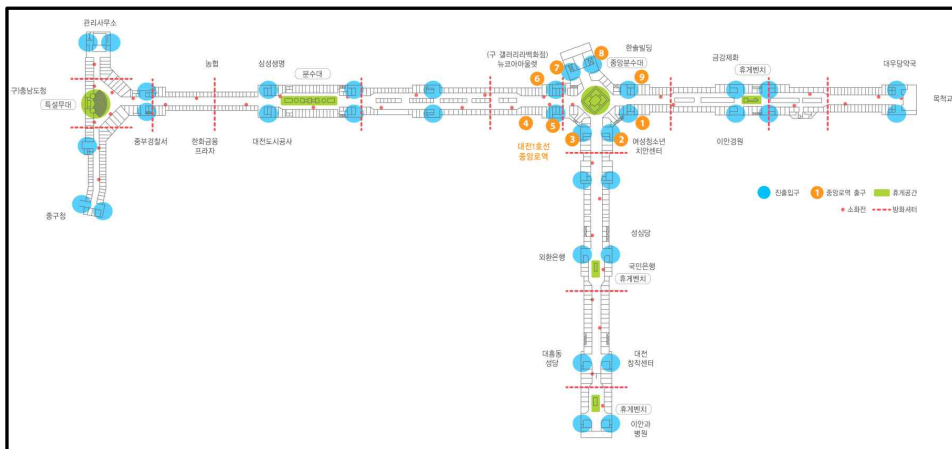 관리사무소
농협
삼성생명
분수대
(구 갤러리라백화점)
뉴코아아울렛
6
7
8
한솔빌딩
중앙분수대
9
금강제화
휴게벤치
대우당약국
목척교
구)충남도청
특설무대
중부경찰서
한화금융
프라자
대전도시공사
4
5
대전1호선
중앙로역
3
2
1
여성청소년
치안센터
이안경원
중구청
진출입구
1 중앙로역 출구
휴게공간
소화전
방화셔터
성심당
외환은행
국민은행
휴게벤치
대흥동
성당
대전
창작센터
휴게벤치
이안과
병원